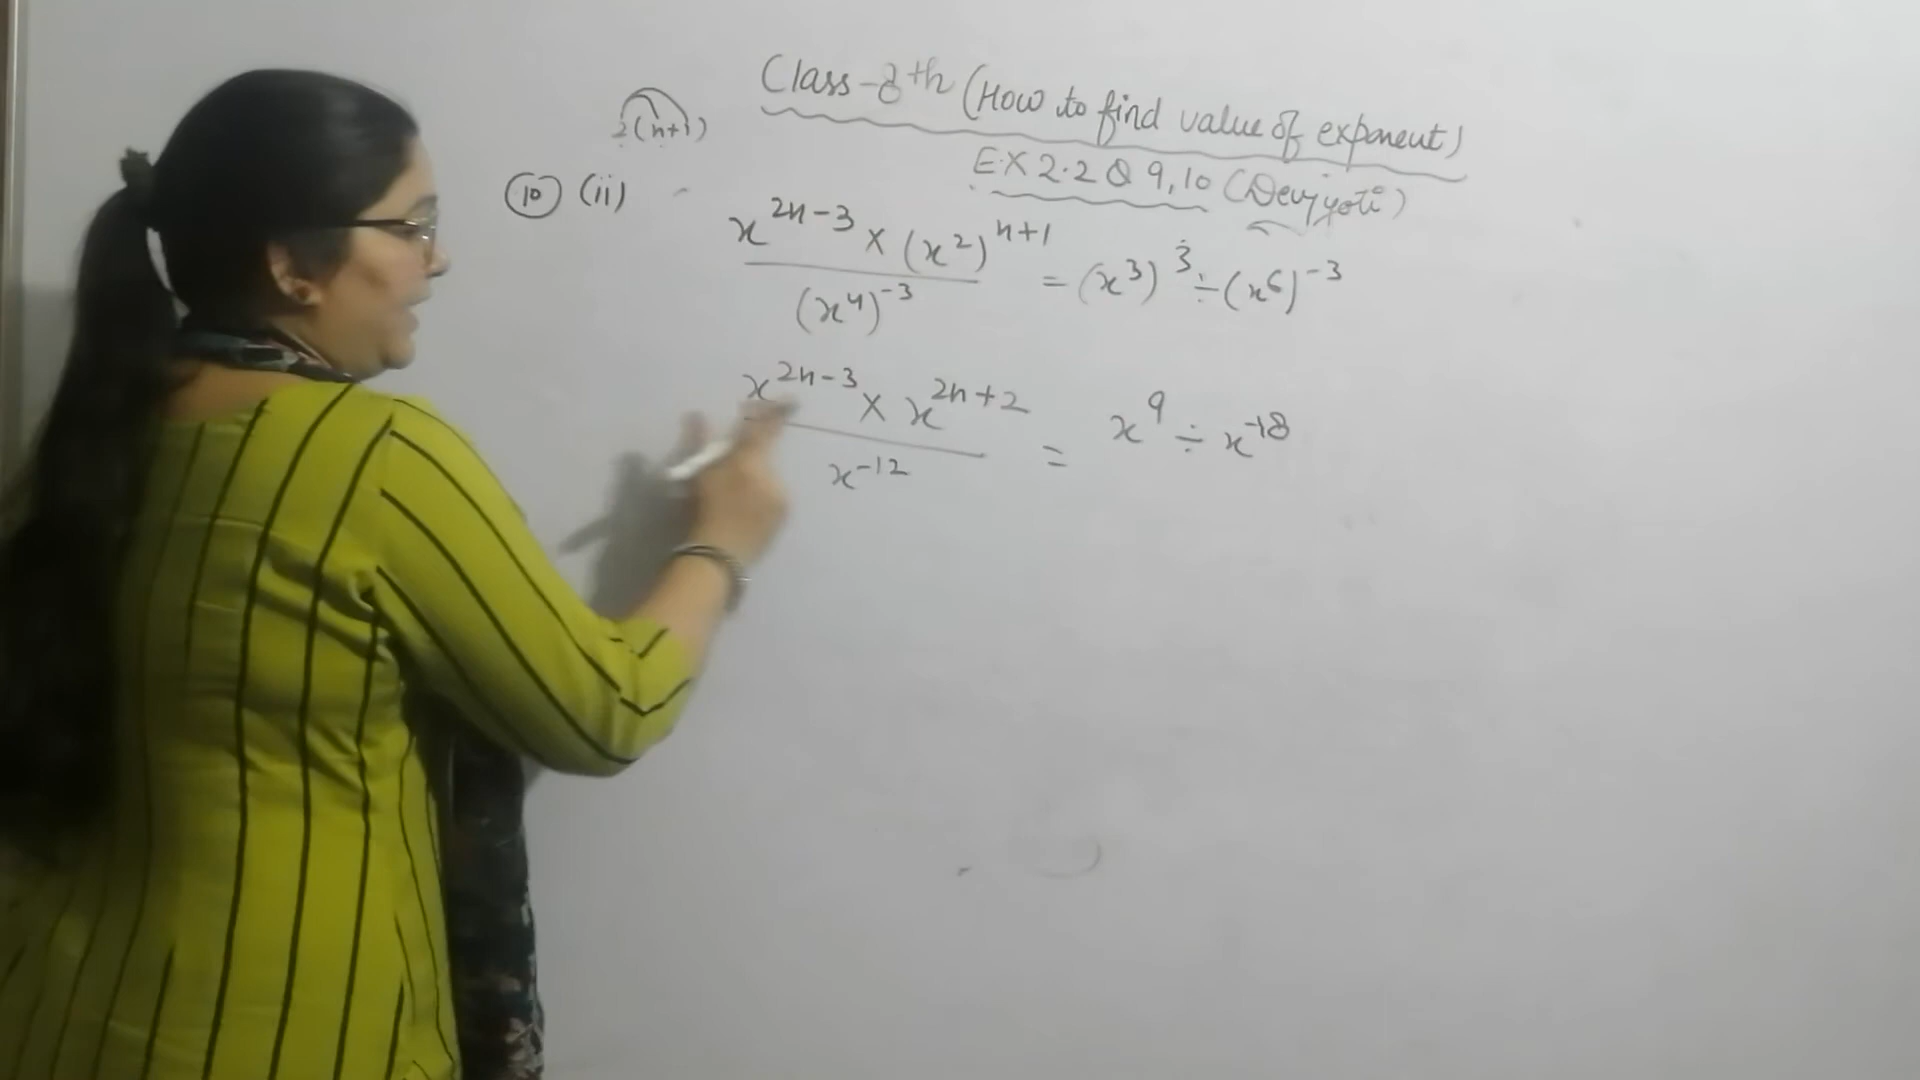 Class-8th (How to find value of exponent)
2(n+1)
EX 2.2 Q 9,10 (Devjyoti)
10 (ii)
x^{2n-3} × (x^2)^{n+1} / (x^4)^{-3} = (x^3)^3 ÷ (x^6)^{-3}
x^{2n-3} × x^{2n+2} / x^{-12} = x^9 ÷ x^{-18}